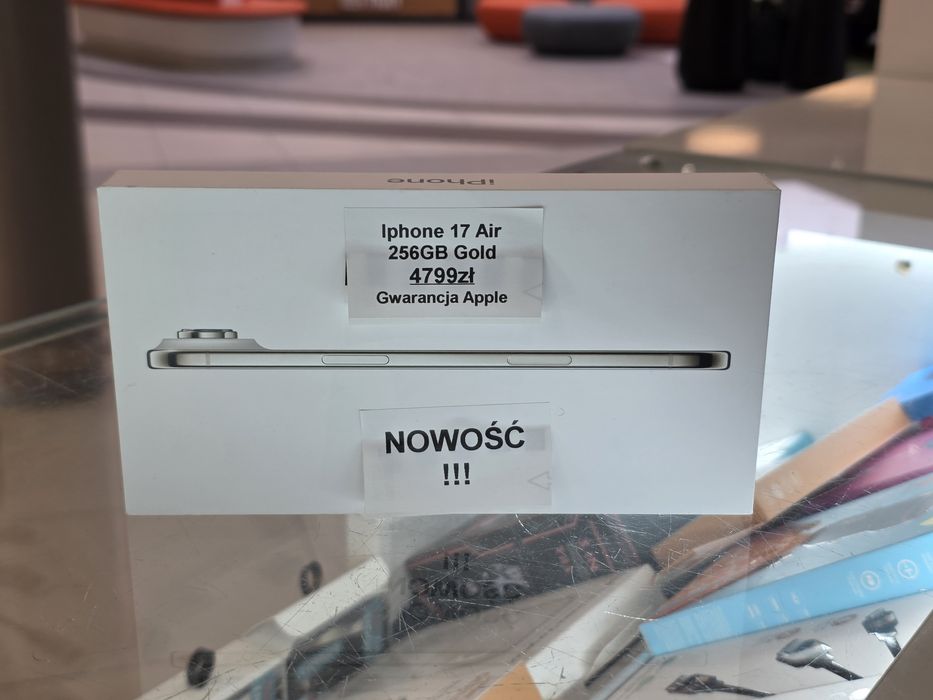 iPhone
Iphone 17 Air
256GB Gold
4799zł
Gwarancja Apple
NOWOŚĆ
!!!